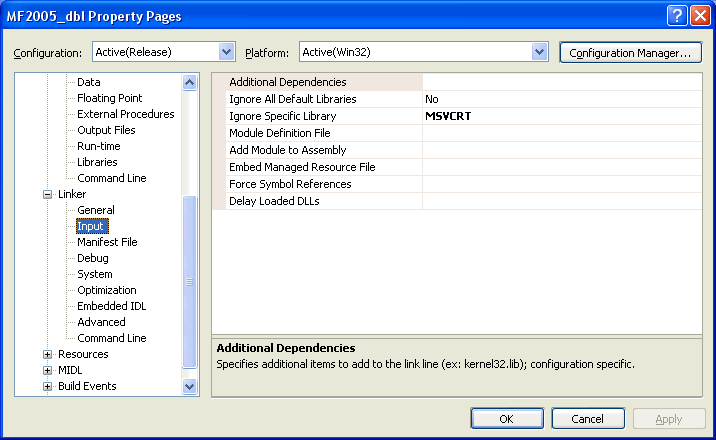 MF2005_dbl Property Pages
Configuration: Active(Release) Platform: Active(Win32) Configuration Manager...
Data
Floating Point
External Procedures
Output Files
Run-time
Libraries
Command Line
Linker
General
Input
Manifest File
Debug
System
Optimization
Embedded IDL
Advanced
Command Line
Resources
MIDL
Build Events
Additional Dependencies
Ignore All Default Libraries No
Ignore Specific Library MSVCRT
Module Definition File
Add Module to Assembly
Embed Managed Resource File
Force Symbol References
Delay Loaded DLLs
Additional Dependencies
Specifies additional items to add to the link line (ex: kernel32.lib); configuration specific.
OK Cancel Apply